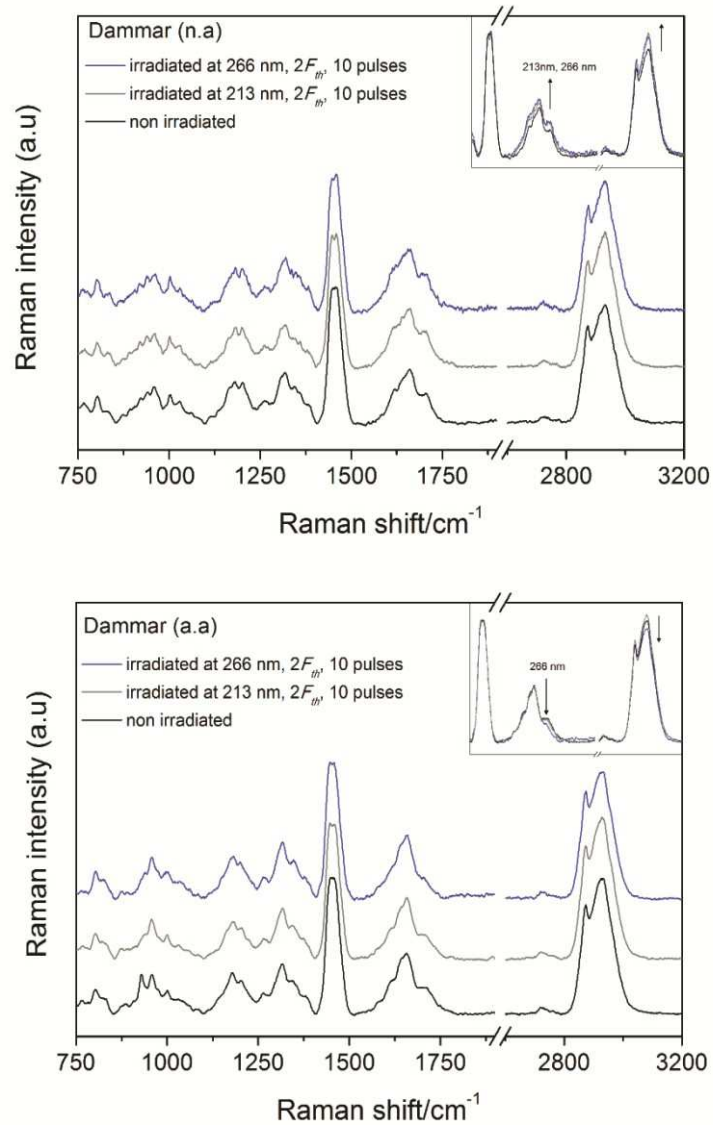 Dammar (n.a)
irradiated at 266 nm, 2Fth, 10 pulses
irradiated at 213 nm, 2Fth, 10 pulses
non irradiated
213nm, 266 nm
Raman intensity (a.u)
750 1000 1250 1500 1750 2800 3200
Raman shift/cm-1
Dammar (a.a)
irradiated at 266 nm, 2Fth, 10 pulses
irradiated at 213 nm, 2Fth, 10 pulses
non irradiated
266 nm
Raman intensity (a.u)
750 1000 1250 1500 1750 2800 3200
Raman shift/cm-1